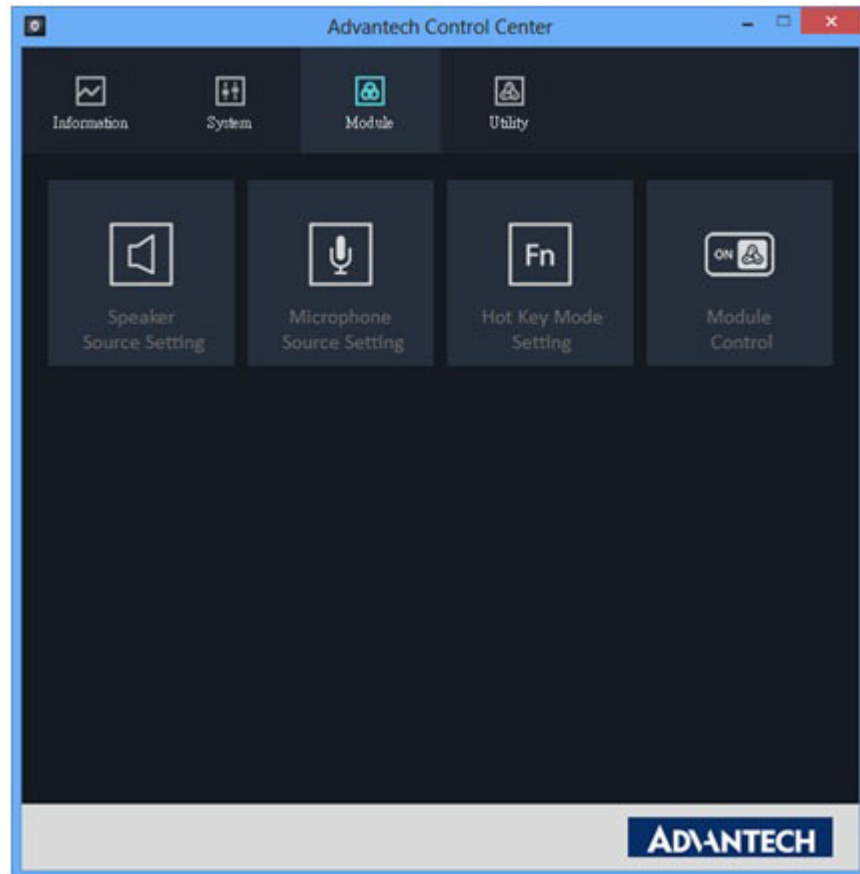 Advantech Control Center
Information
System
Module
Utility
Speaker
Source Setting
Microphone
Source Setting
Fn
Hot Key Mode
Setting
ON
Module
Control
ADVANTECH